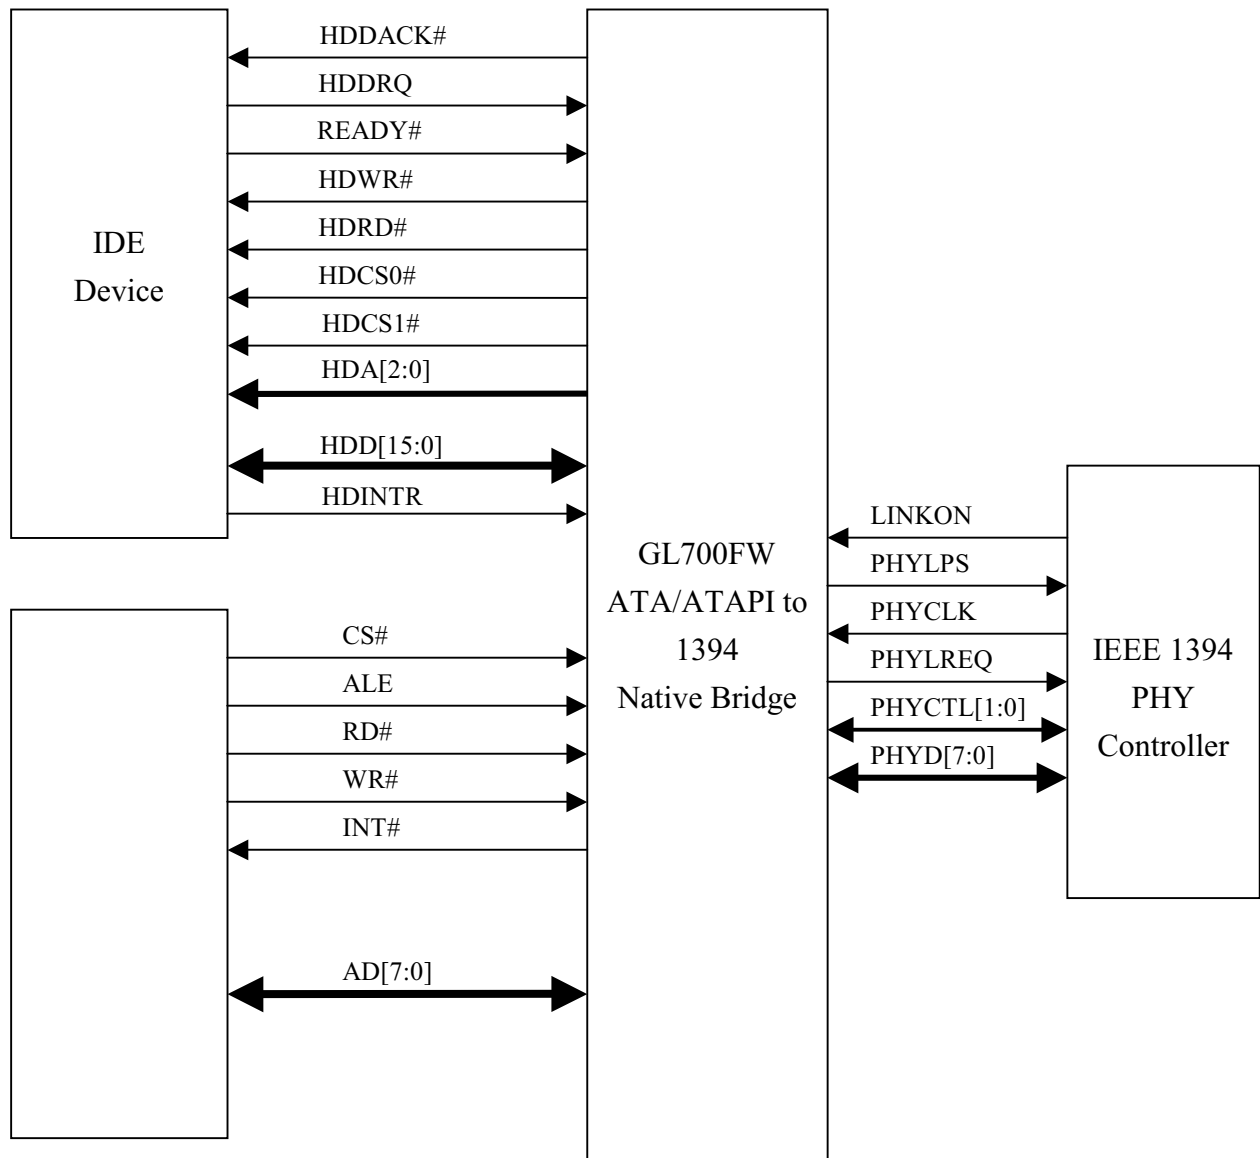 HDDACK#
HDDRQ
READY#
HDWR#
HDRD#
HDCS0#
HDCS1#
HDA[2:0]
HDD[15:0]
HDINTR
IDE
Device
CS#
ALE
RD#
WR#
INT#
AD[7:0]
GL700FW
ATA/ATAPI to
1394
Native Bridge
LINKON
PHYLPS
PHYCLK
PHYLREQ
PHYCTL[1:0]
PHYD[7:0]
IEEE 1394
PHY
Controller